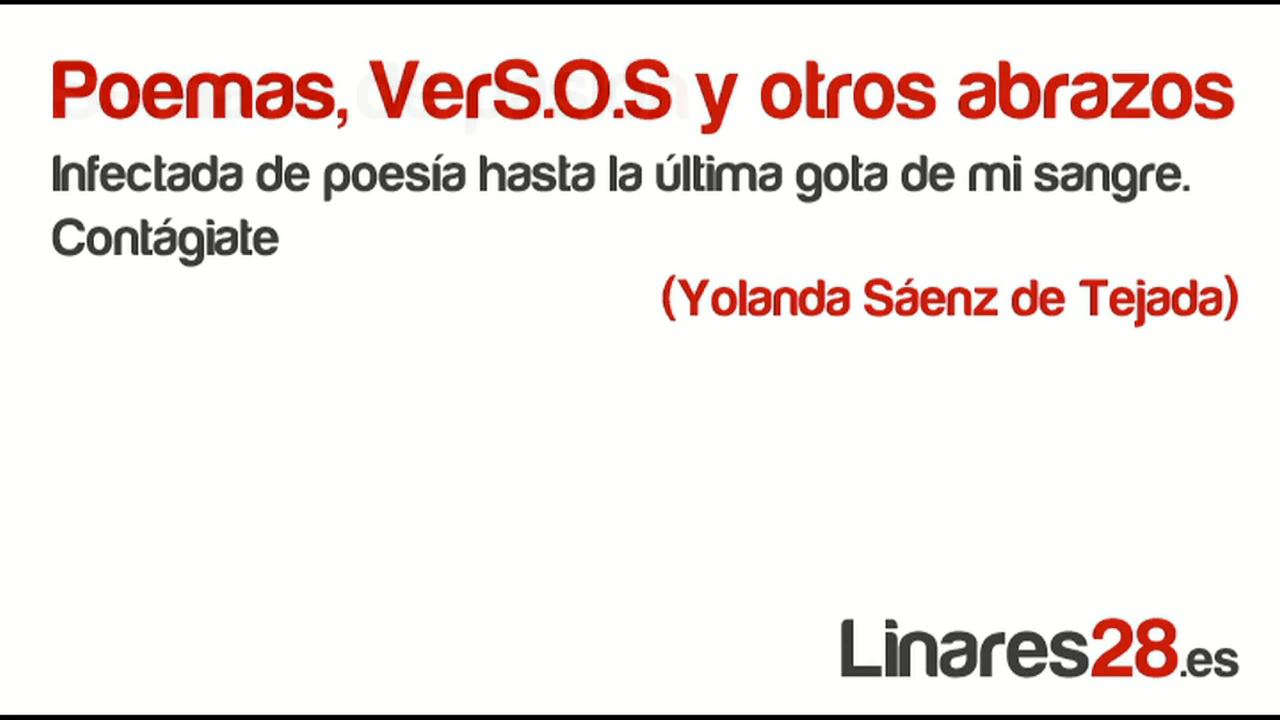 Poemas, VerS.O.S y otros abrazos
Infectada de poesía hasta la última gota de mi sangre.
Contágiate
(Yolanda Sáenz de Tejada)
Linares28.es